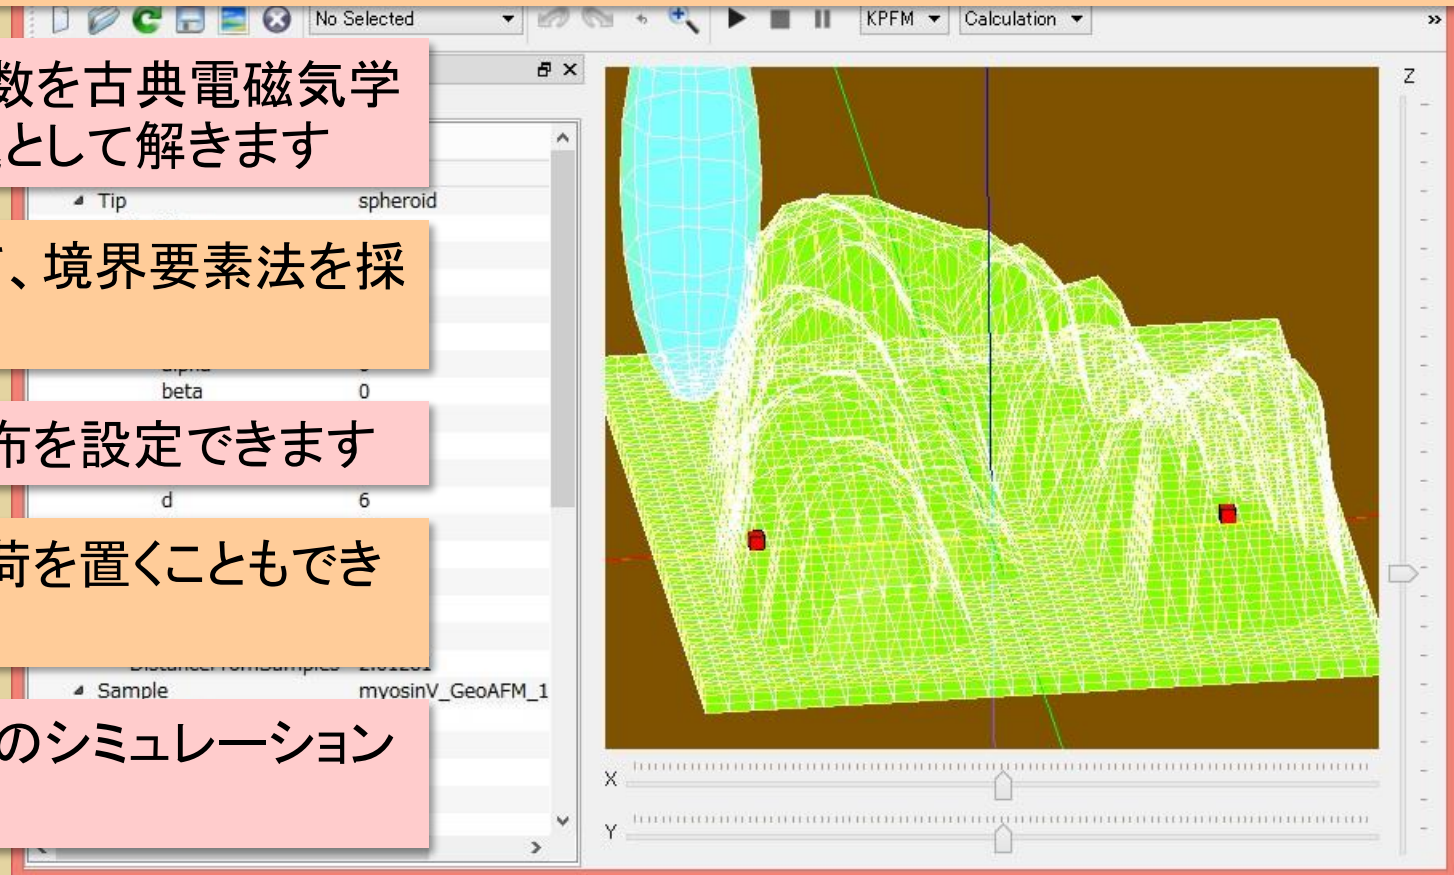 No Selected
KPFM
Calculation
»
数を古典電磁気学
として解きます
Tip spheroid
、境界要素法を採
beta 0
布を設定できます
d 6
荷を置くこともでき
Sample myosinV_GeoAFM_1
のシミュレーション
Z
X
Y